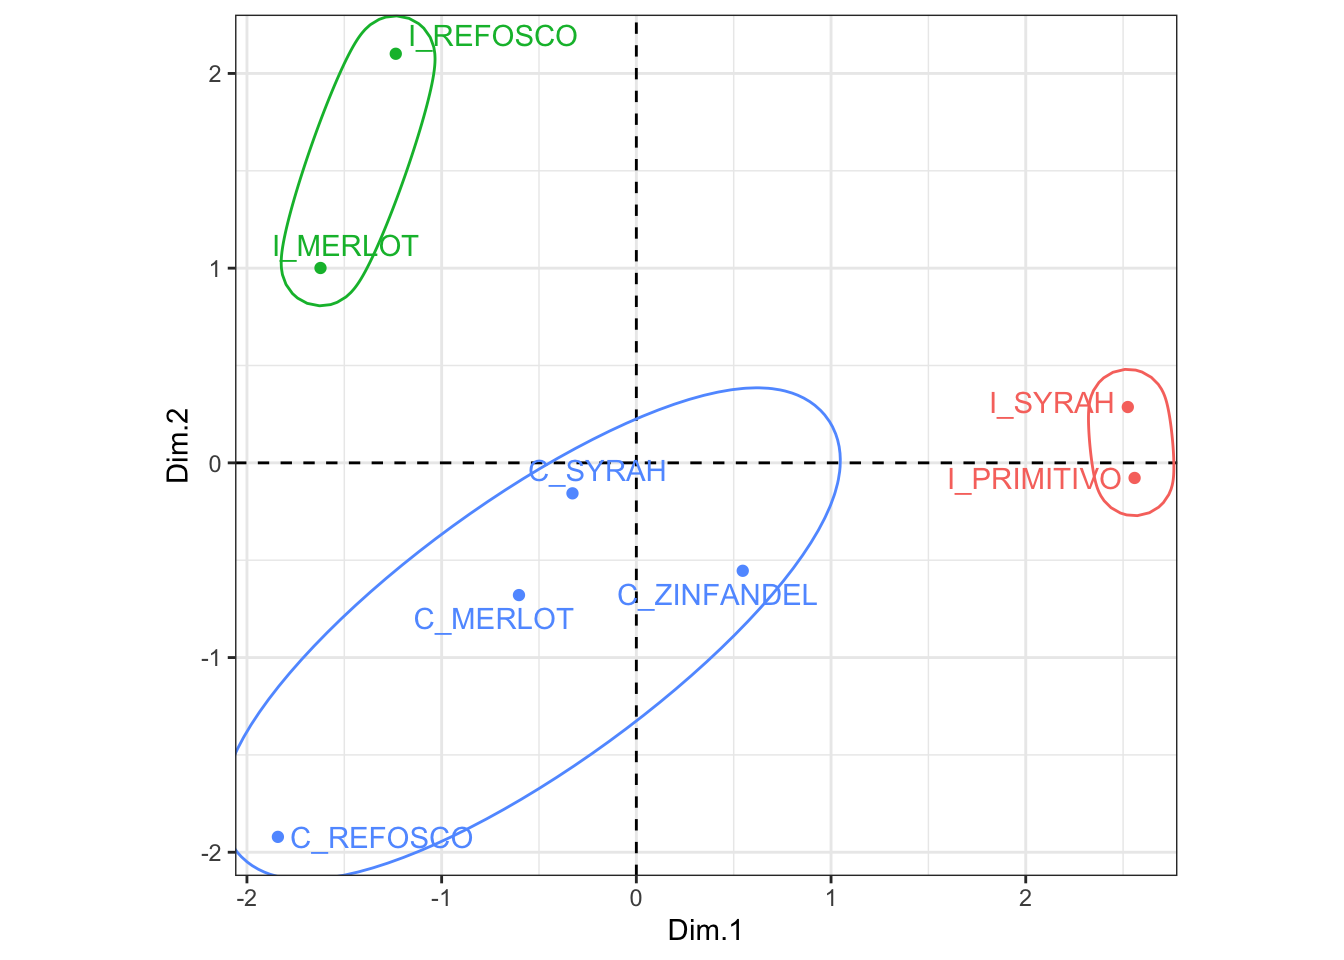 I_REFOSCO
2
I_MERLOT
1
I_SYRAH
Dim.2
0
C_SYRAH
I_PRIMITIVO
C_ZINFANDEL
C_MERLOT
-1
C_REFOSCO
-2
-2 -1 0 1 2
Dim.1